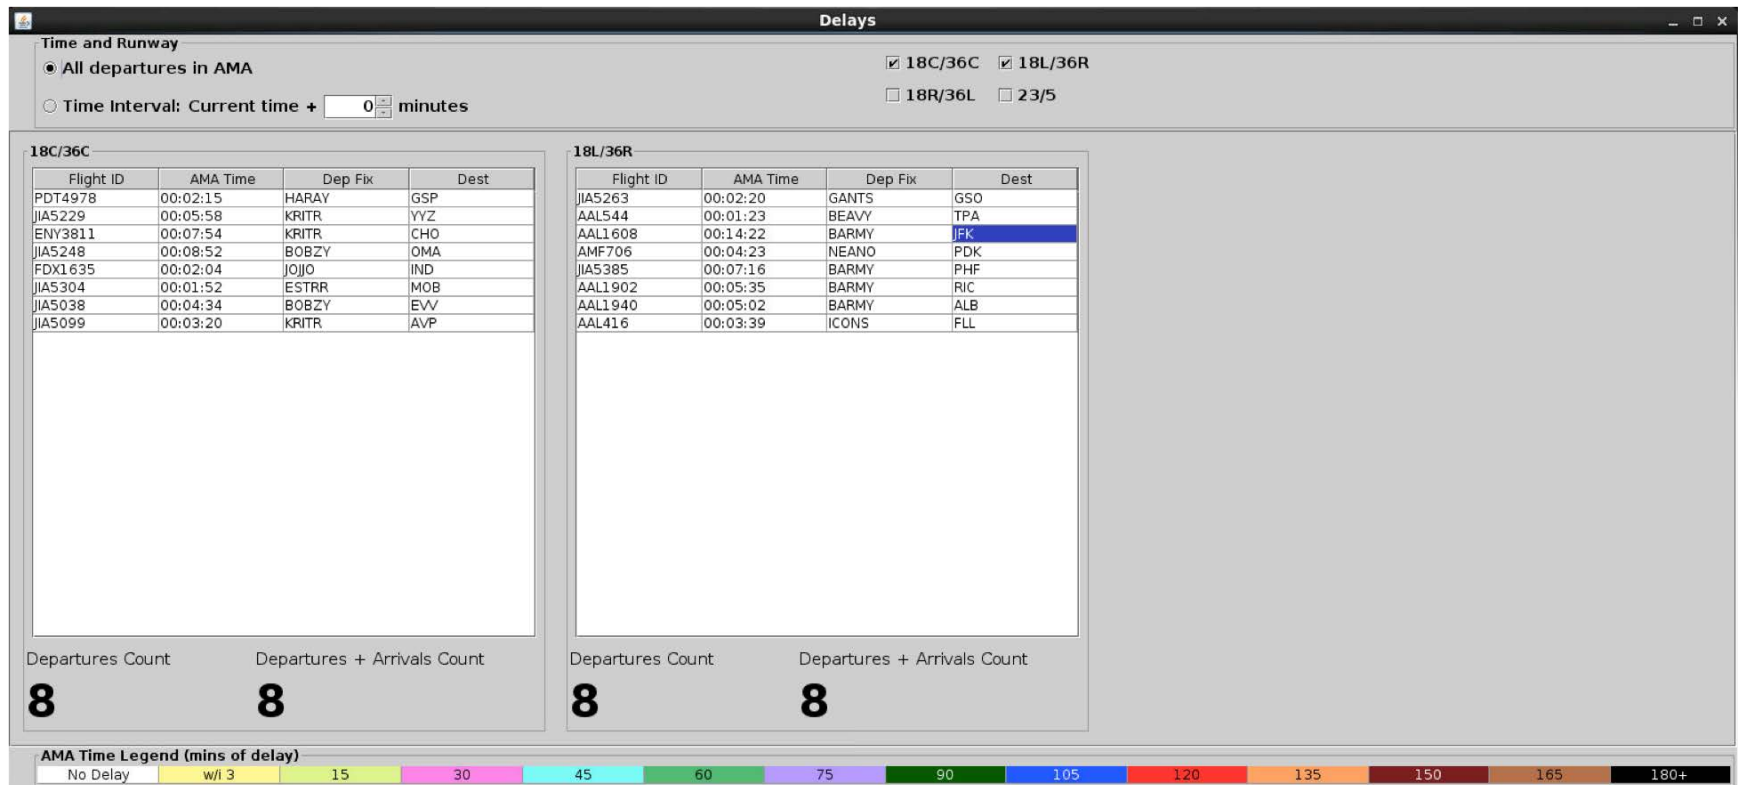 Delays
Time and Runway
All departures in AMA
18C/36C 18L/36R
Time Interval: Current time + 0 minutes
18R/36L 23/5
18C/36C
Flight ID AMA Time Dep Fix Dest
PDT4978 00:02:15 HARAY GSP
JIA5229 00:05:58 KRITR YYZ
ENY3811 00:07:54 KRITR CHO
JIA5248 00:08:52 BOBZY OMA
FDX1635 00:02:04 JOJJO IND
JIA5304 00:01:52 ESTRR MOB
JIA5038 00:04:34 BOBZY EVV
JIA5099 00:03:20 KRITR AVP
Departures Count Departures + Arrivals Count
8 8
18L/36R
Flight ID AMA Time Dep Fix Dest
JIA5263 00:02:20 GANTS GSO
AAL544 00:01:23 BEAVY TPA
AAL1608 00:14:22 BARMY JFK
AMF706 00:04:23 NEANO PDK
JIA5385 00:07:16 BARMY PHF
AAL1902 00:05:35 BARMY RIC
AAL1940 00:05:02 BARMY ALB
AAL416 00:03:39 ICONS FLL
Departures Count Departures + Arrivals Count
8 8
AMA Time Legend (mins of delay)
No Delay w/i 3 15 30 45 60 75 90 105 120 135 150 165 180+